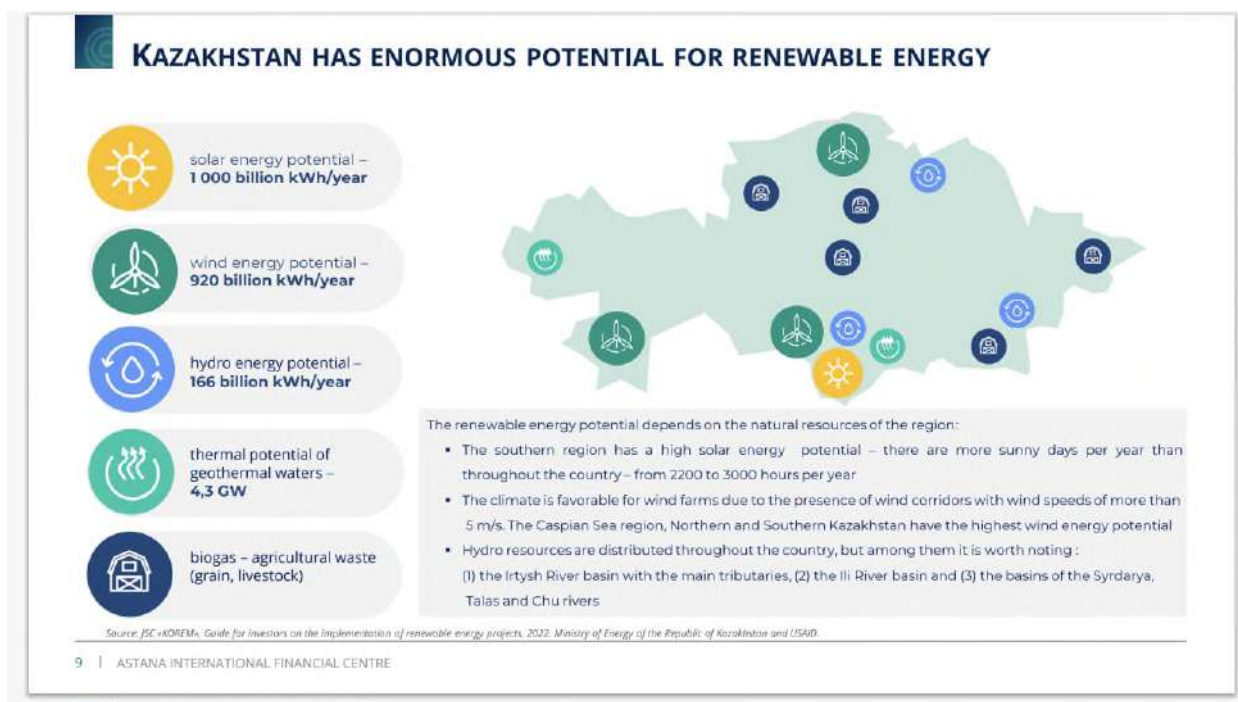 KAZAKHSTAN HAS ENORMOUS POTENTIAL FOR RENEWABLE ENERGY
solar energy potential –
1 000 billion kWh/year
wind energy potential –
920 billion kWh/year
hydro energy potential –
166 billion kWh/year
thermal potential of
geothermal waters –
4,3 GW
biogas – agricultural waste
(grain, livestock)
The renewable energy potential depends on the natural resources of the region:
▪ The southern region has a high solar energy potential – there are more sunny days per year than
throughout the country – from 2200 to 3000 hours per year
▪ The climate is favorable for wind farms due to the presence of wind corridors with wind speeds of more than
5 m/s. The Caspian Sea region, Northern and Southern Kazakhstan have the highest wind energy potential
▪ Hydro resources are distributed throughout the country, but among them it is worth noting :
(1) the Irtysh River basin with the main tributaries, (2) the Ili River basin and (3) the basins of the Syrdarya,
Talas and Chu rivers
Source: JSC «KOREM», Guide for investors on the implementation of renewable energy projects, 2022. Ministry of Energy of the Republic of Kazakhstan and USAID.
9 | ASTANA INTERNATIONAL FINANCIAL CENTRE